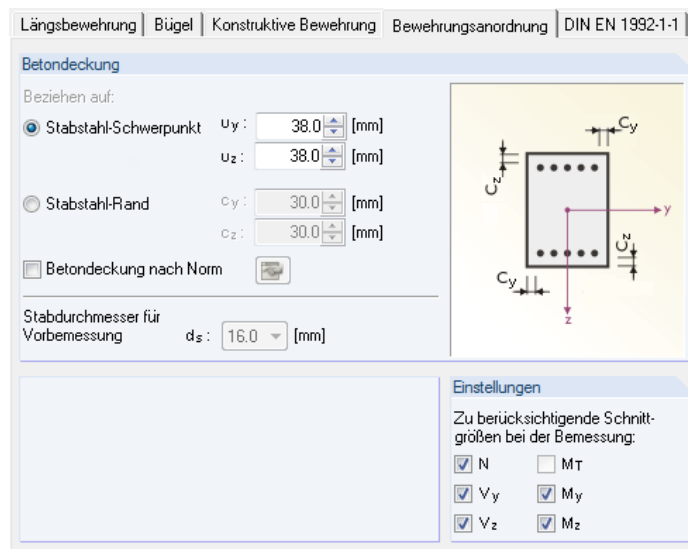 Längsbewehrung Bügel Konstruktive Bewehrung Bewehrungsanordnung DIN EN 1992-1-1
Betondeckung
Beziehen auf:
Stabstahl-Schwerpunkt uy: 38.0 [mm]
uz: 38.0 [mm]
Stabstahl-Rand cy: 30.0 [mm]
cz: 30.0 [mm]
Betondeckung nach Norm
Stabdurchmesser für
Vorbemessung ds: 16.0 [mm]
Cy
Cz
y
Cz
Cy
z
Einstellungen
Zu berücksichtigende Schnitt-
größen bei der Bemessung:
N MT
Vy My
Vz Mz